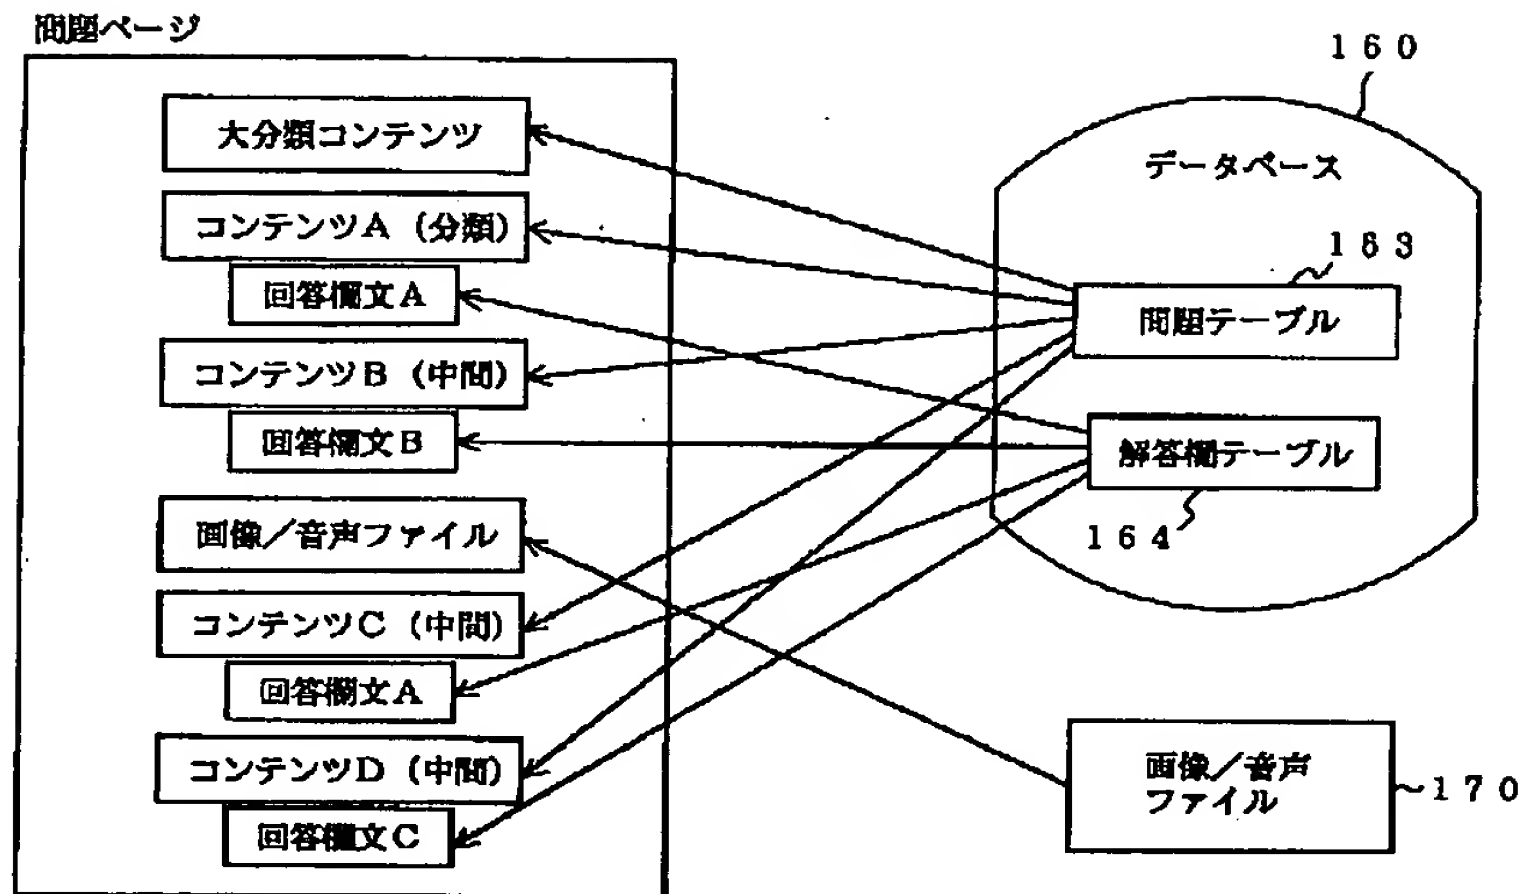 問題ページ
大分類コンテンツ
コンテンツA（分類）
回答欄文A
コンテンツB（中間）
回答欄文B
画像／音声ファイル
コンテンツC（中間）
回答欄文A
コンテンツD（中間）
回答欄文C
160
データベース
163
問題テーブル
解答欄テーブル
164
画像／音声
ファイル
170